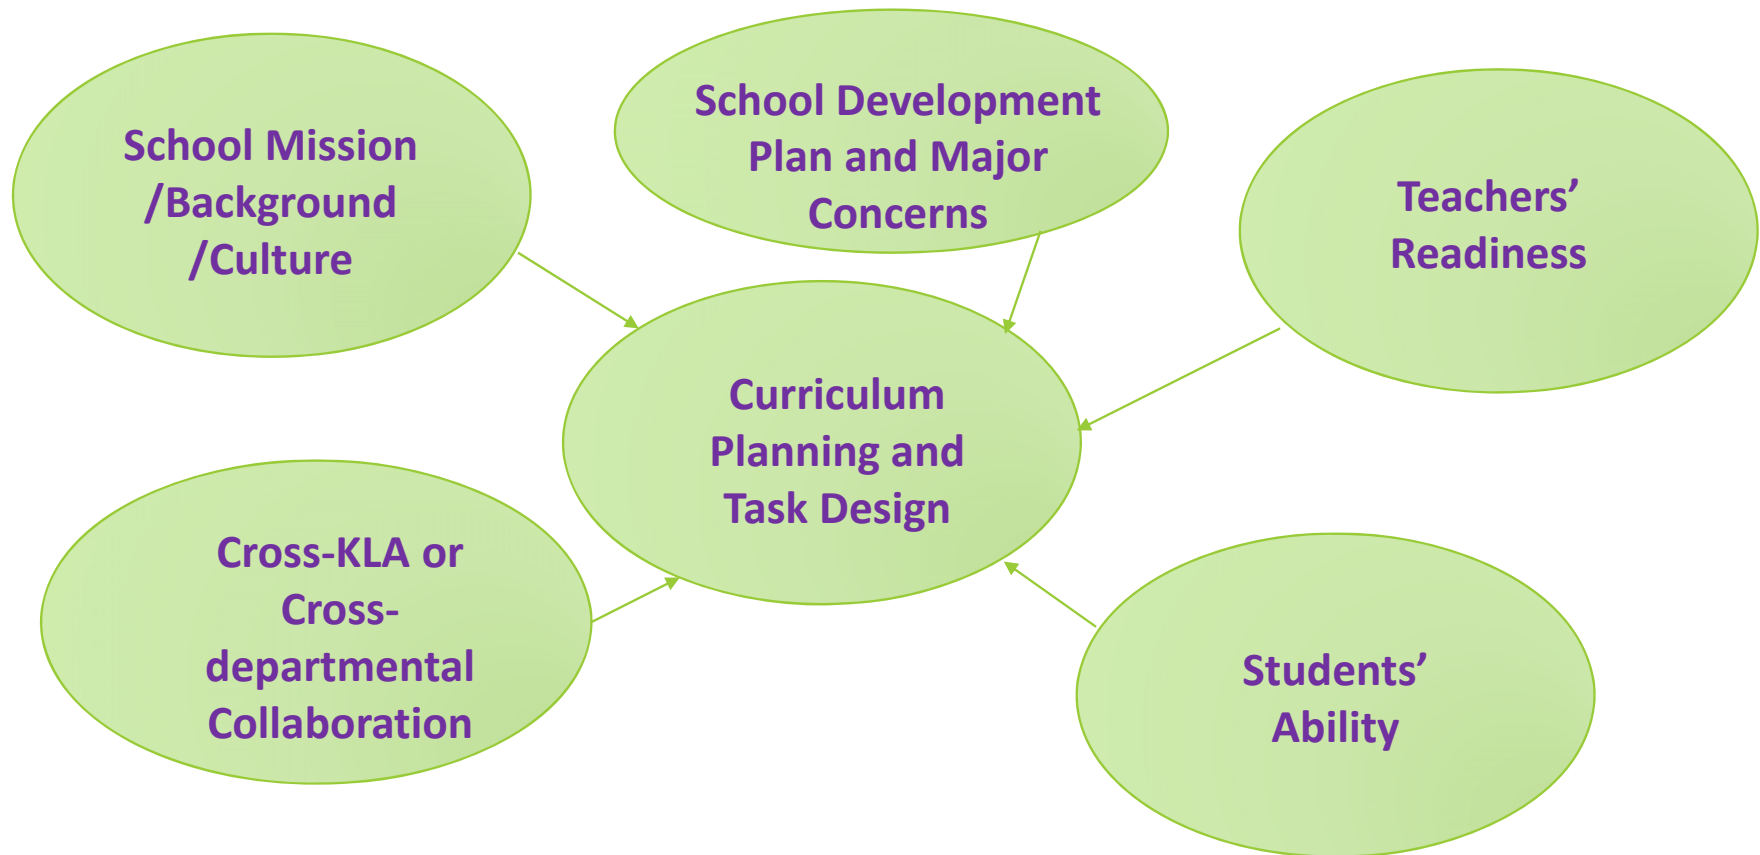 School Mission
/Background
/Culture
School Development
Plan and Major
Concerns
Teachers’
Readiness
Curriculum
Planning and
Task Design
Cross-KLA or
Cross-
departmental
Collaboration
Students’
Ability